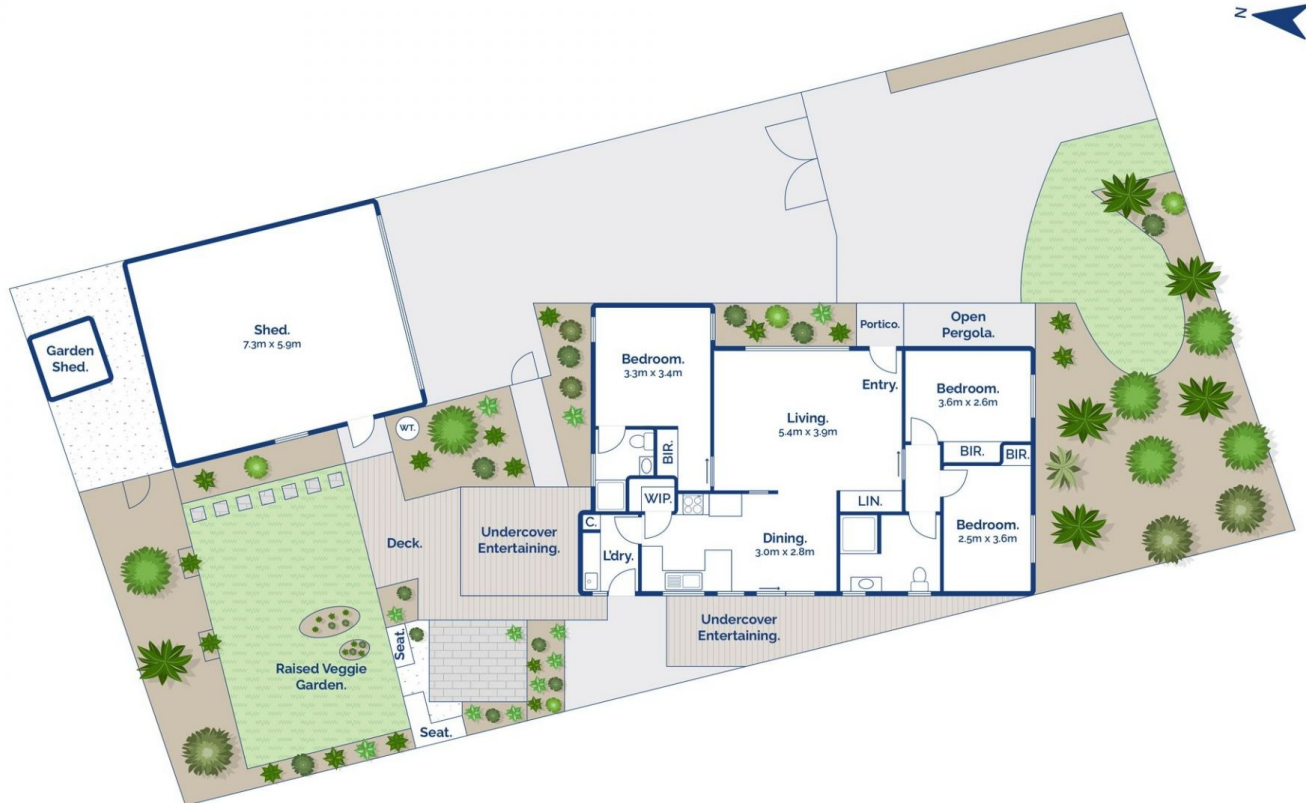 N
Shed.
7.3m x 5.9m
Garden
Shed.
Bedroom.
3.3m x 3.4m
Portico.
Open
Pergola.
Entry.
Bedroom.
3.6m x 2.6m
Living.
5.4m x 3.9m
WT.
BIR.
BIR.
BIR.
WIP.
LIN.
C.
Undercover
Entertaining.
Deck.
L'dry.
Dining.
3.0m x 2.8m
Bedroom.
2.5m x 3.6m
Undercover
Entertaining.
Seat.
Raised Veggie
Garden.
Seat.